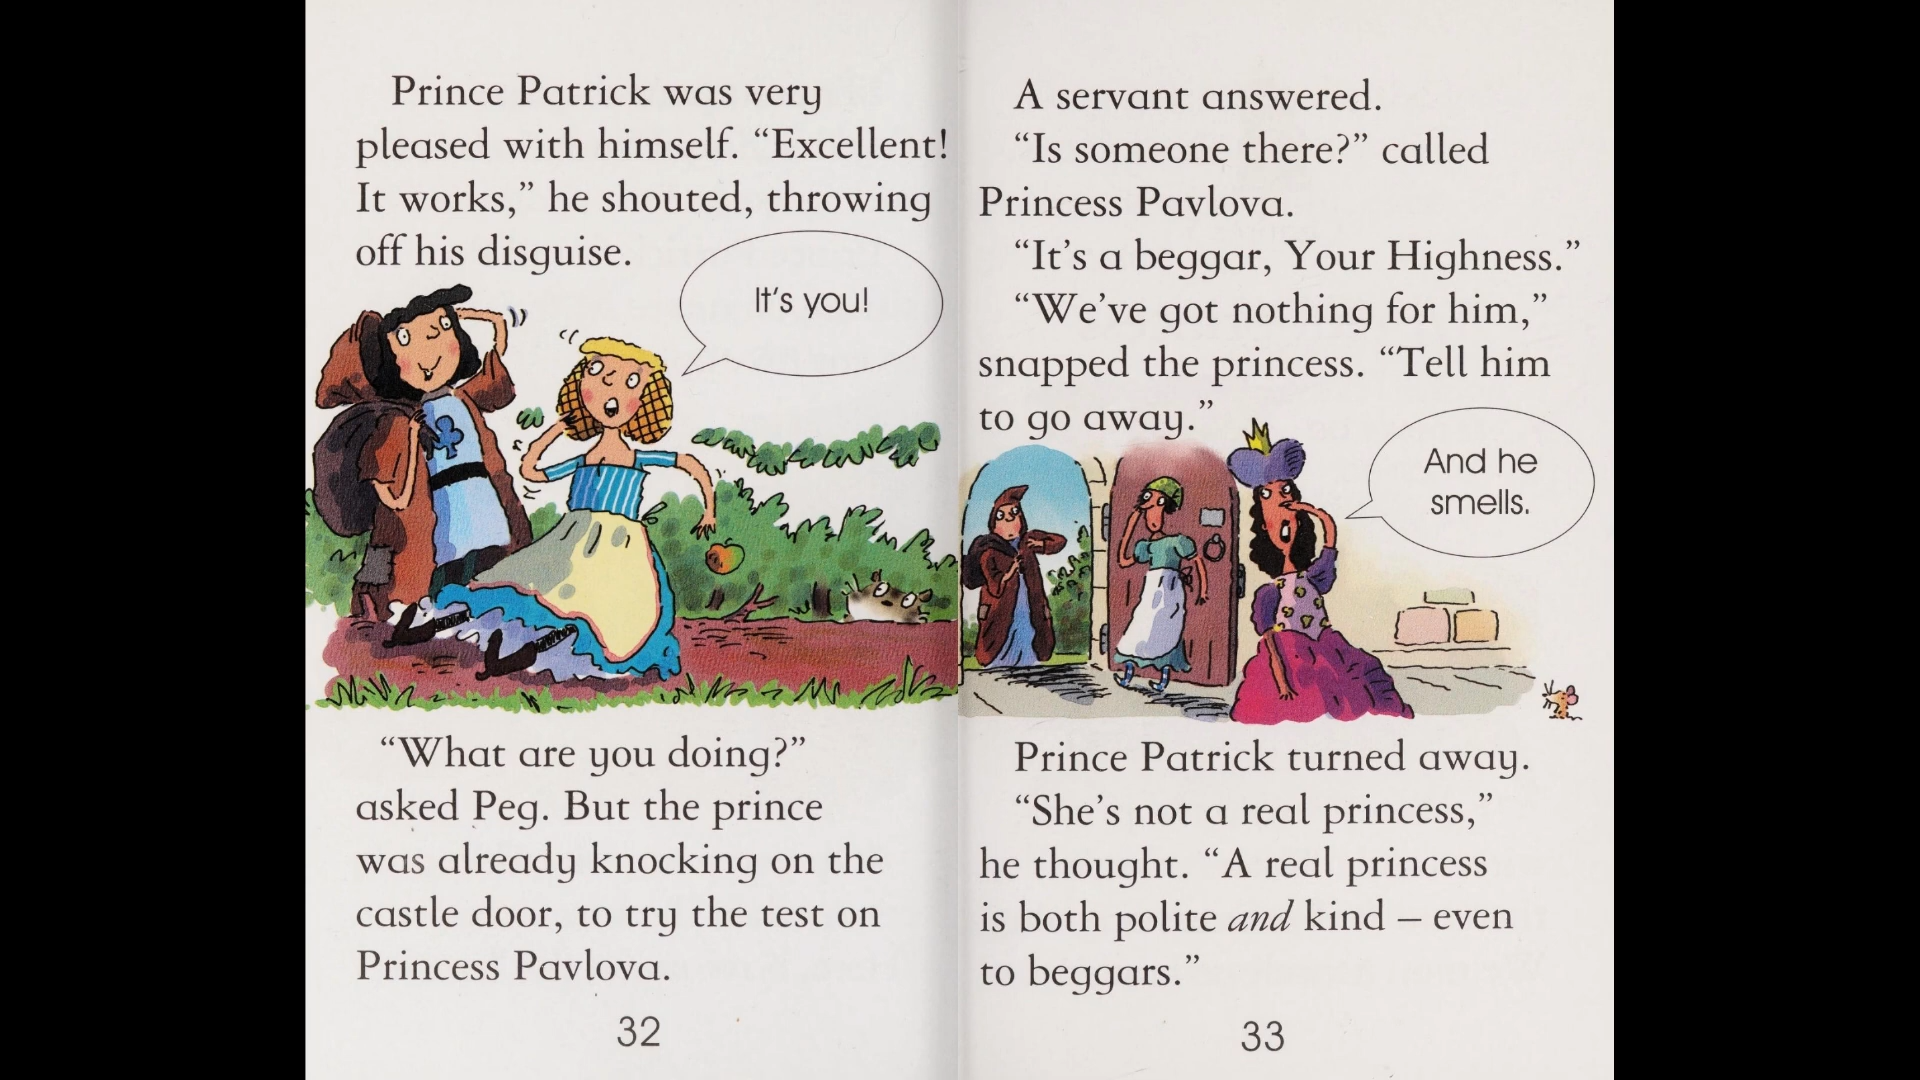 Prince Patrick was very
pleased with himself. “Excellent!
It works,” he shouted, throwing
off his disguise.
It's you!
“What are you doing?”
asked Peg. But the prince
was already knocking on the
castle door, to try the test on
Princess Pavlova.
32
A servant answered.
“Is someone there?” called
Princess Pavlova.
“It's a beggar, Your Highness.”
“We've got nothing for him,”
snapped the princess. “Tell him
to go away.”
And he
smells.
Prince Patrick turned away.
“She's not a real princess,”
he thought. “A real princess
is both polite and kind – even
to beggars.”
33